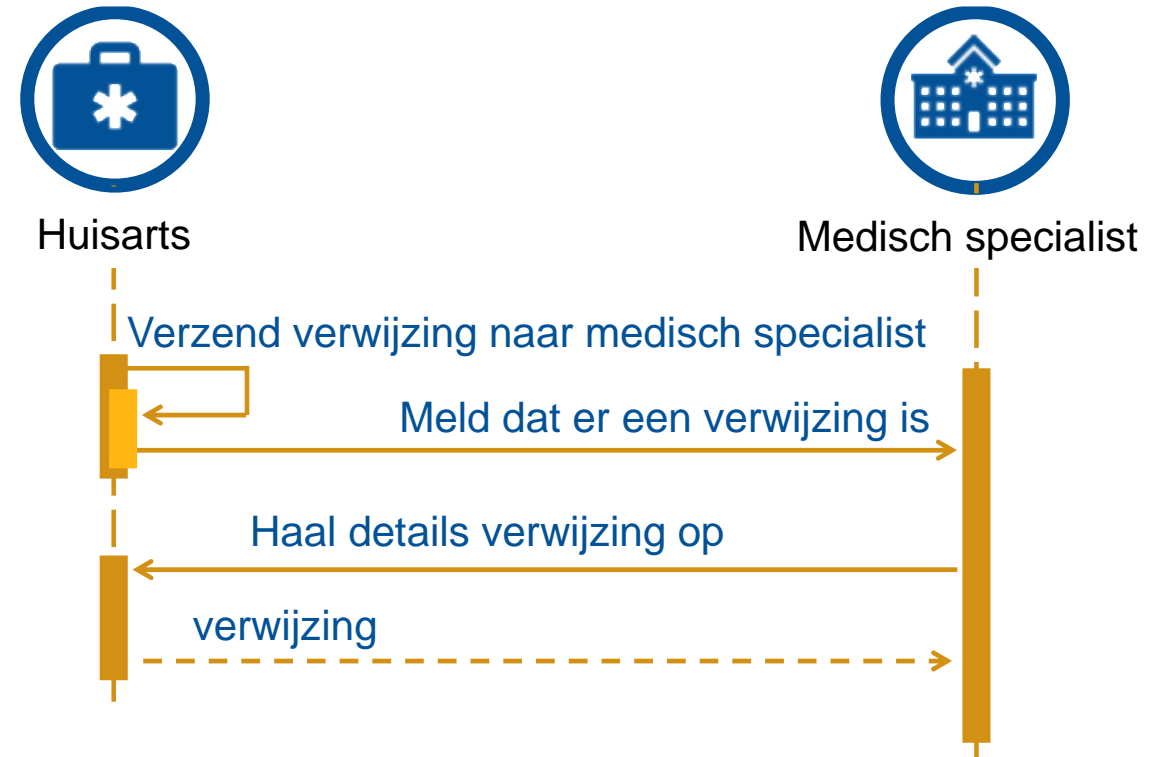 Huisarts
Medisch specialist
Verzend verwijzing naar medisch specialist
Meld dat er een verwijzing is
Haal details verwijzing op
verwijzing